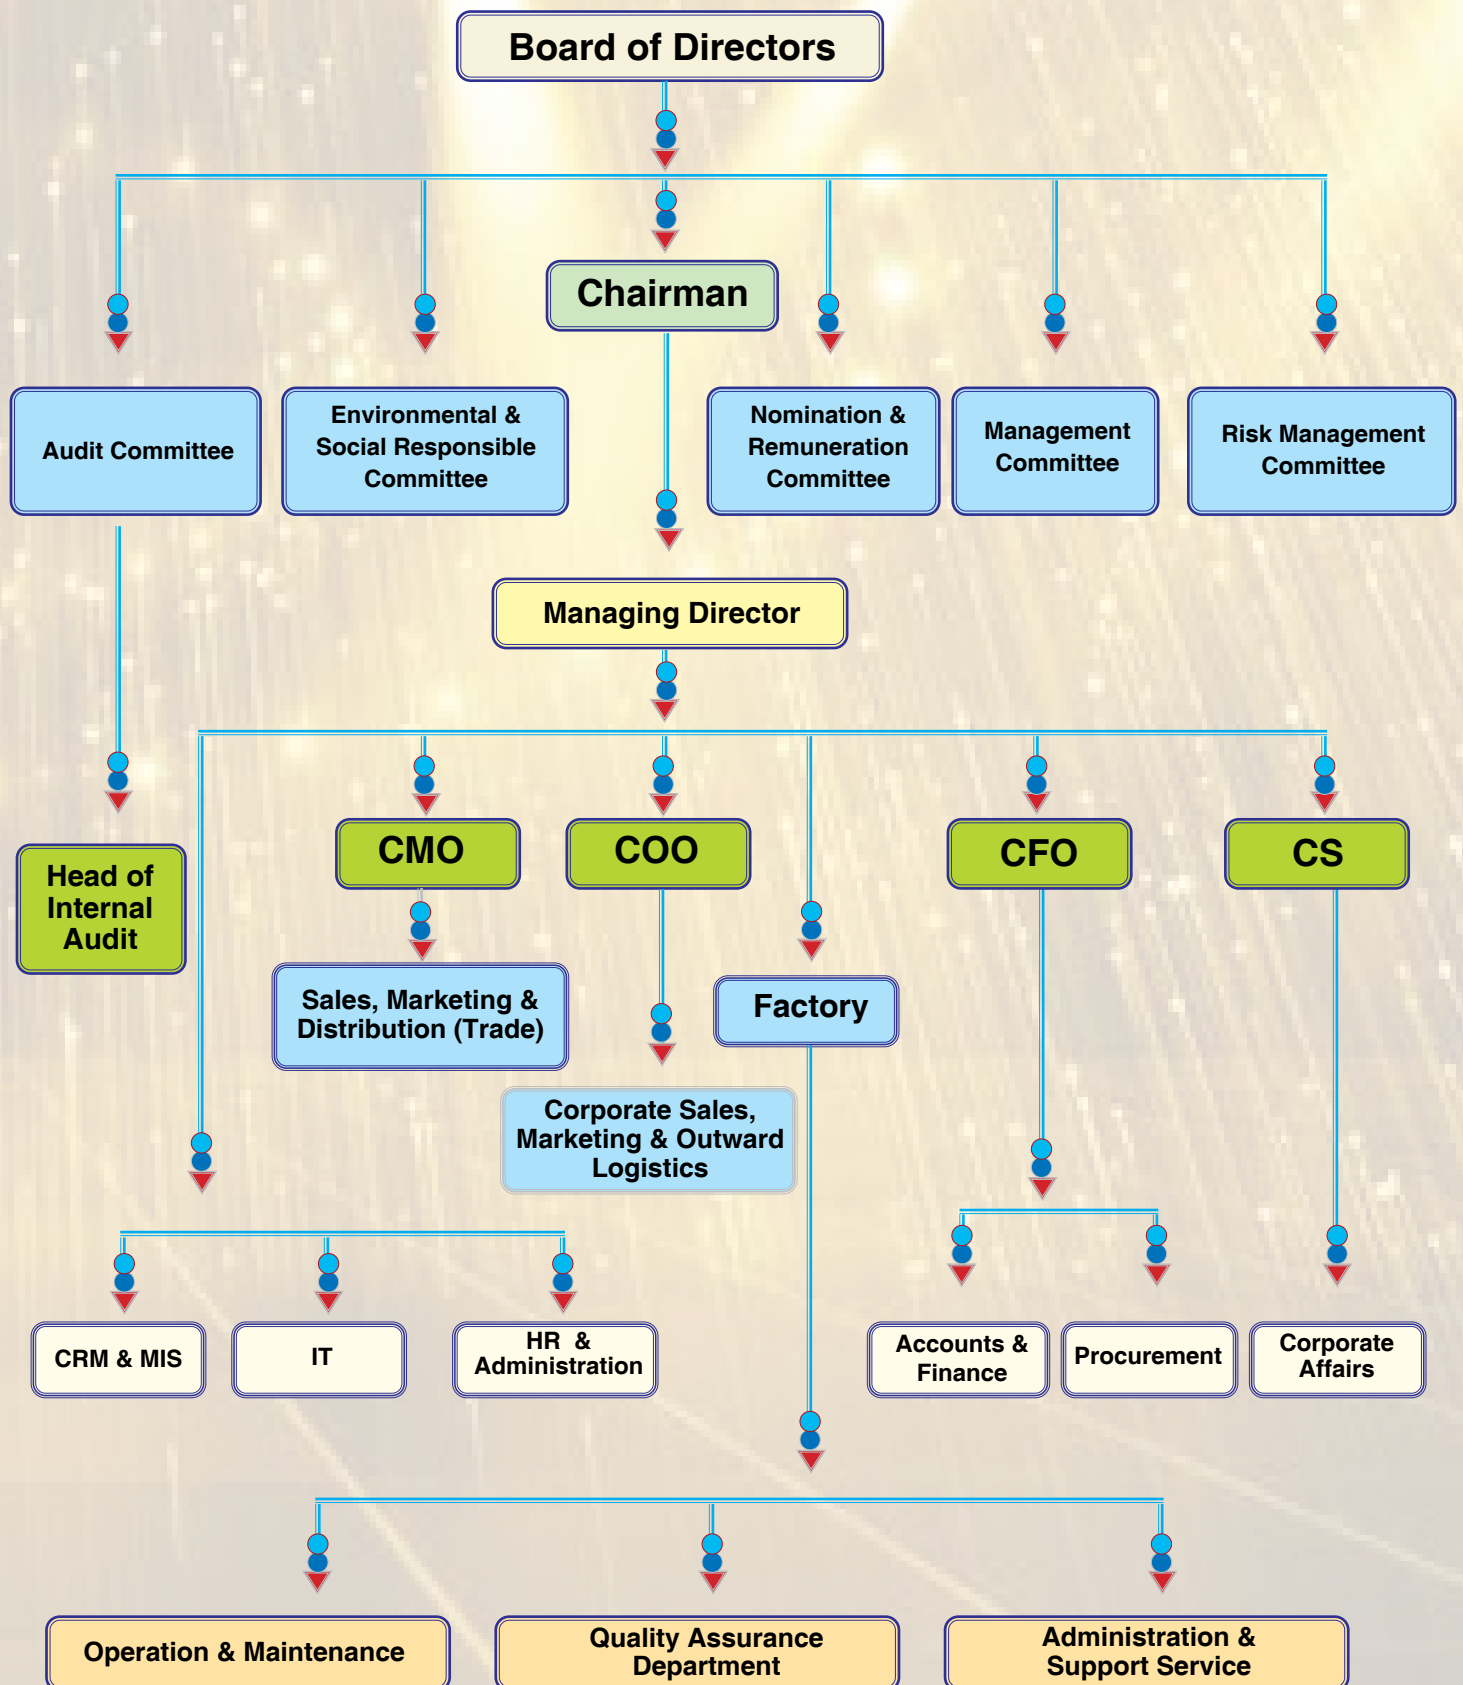 Board of Directors
Chairman
Audit Committee
Environmental &
Social Responsible
Committee
Nomination &
Remuneration
Committee
Management
Committee
Risk Management
Committee
Managing Director
Head of
Internal
Audit
CMO
COO
CFO
CS
Sales, Marketing &
Distribution (Trade)
Factory
Corporate Sales,
Marketing & Outward
Logistics
CRM & MIS
IT
HR &
Administration
Accounts &
Finance
Procurement
Corporate
Affairs
Operation & Maintenance
Quality Assurance
Department
Administration &
Support Service